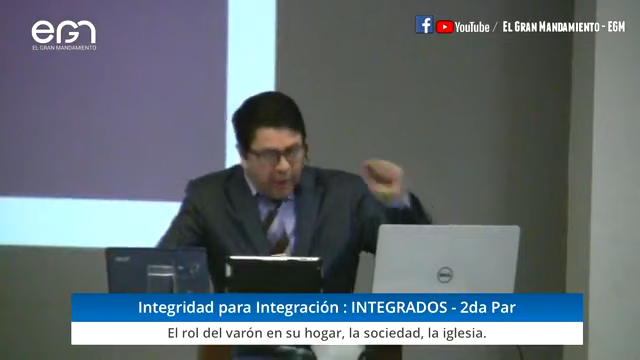 EGM
EL GRAN MANDAMIENTO
YouTube / EL GRAN MANDAMIENTO - EGM
DELL
Integridad para Integración : INTEGRADOS - 2da Par
El rol del varón en su hogar, la sociedad, la iglesia.